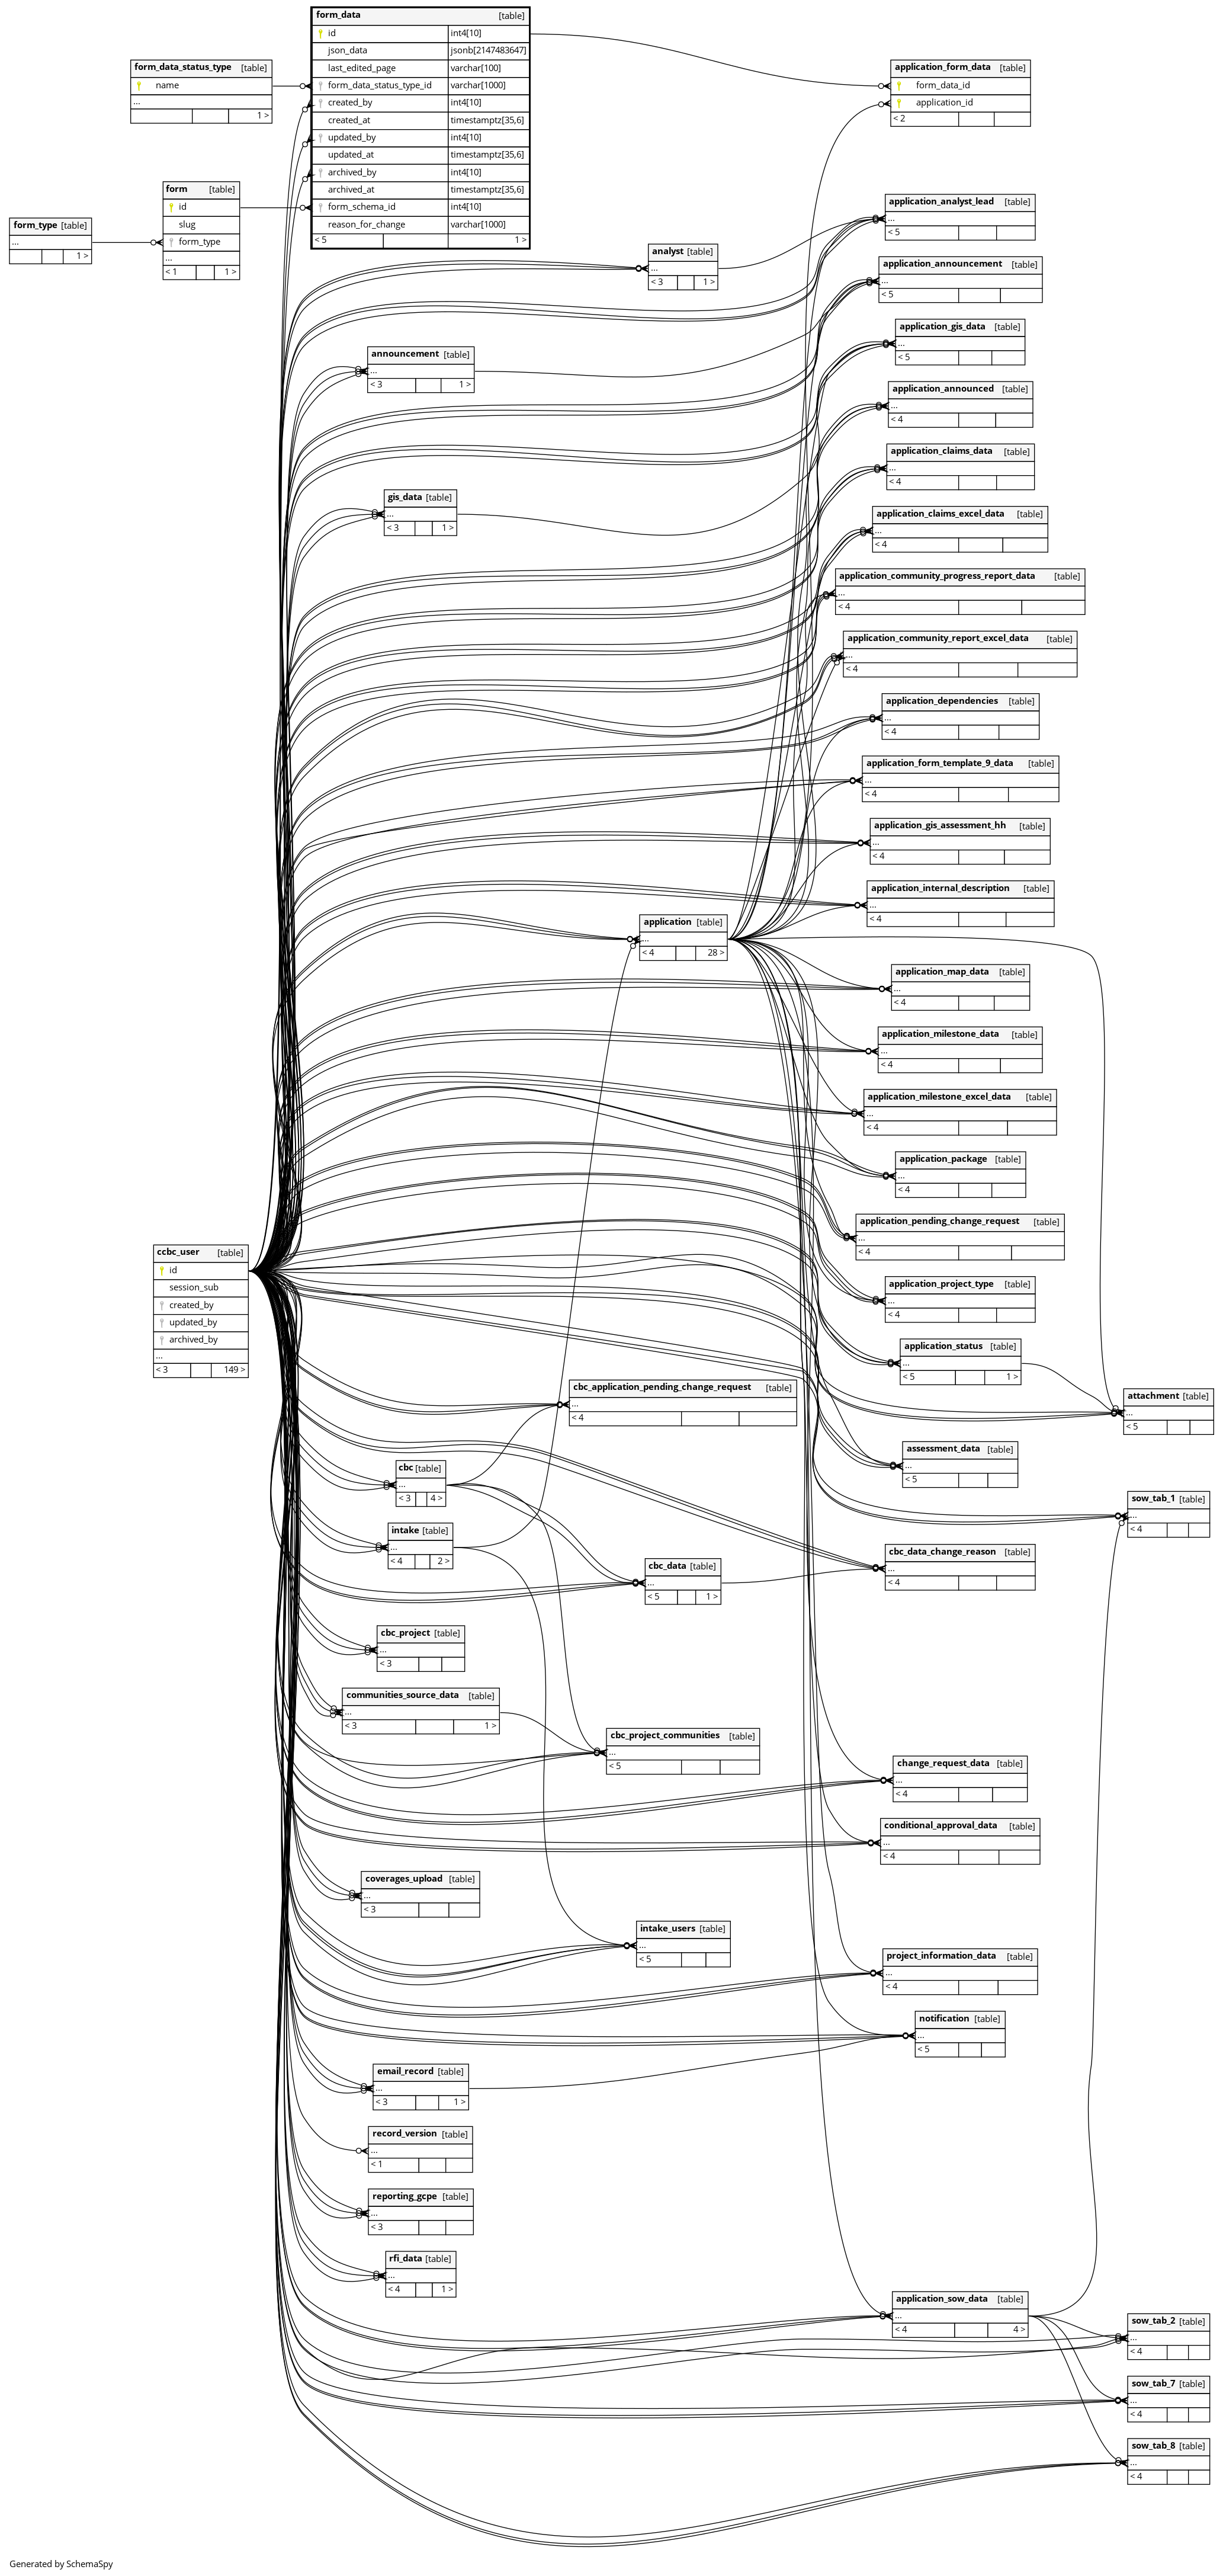 form_data [table]
id int4[10]
json_data jsonb[2147483647]
last_edited_page varchar[100]
form_data_status_type_id varchar[1000]
created_by int4[10]
created_at timestamptz[35,6]
updated_by int4[10]
updated_at timestamptz[35,6]
archived_by int4[10]
archived_at timestamptz[35,6]
form_schema_id int4[10]
reason_for_change varchar[1000]
< 5 1 >
form_data_status_type [table]
name
...
1 >
application_form_data [table]
form_data_id
application_id
< 2
form [table]
id
slug
form_type
...
< 1 1 >
form_type [table]
...
1 >
application_analyst_lead [table]
...
< 5
analyst [table]
...
< 3 1 >
application_announcement [table]
...
< 5
application_gis_data [table]
...
< 5
announcement [table]
...
< 3 1 >
application_announced [table]
...
< 4
application_claims_data [table]
...
< 4
gis_data [table]
...
< 3 1 >
application_claims_excel_data [table]
...
< 4
application_community_progress_report_data [table]
...
< 4
application_community_report_excel_data [table]
...
< 4
application_dependencies [table]
...
< 4
application_form_template_9_data [table]
...
< 4
application_gis_assessment_hh [table]
...
< 4
application_internal_description [table]
...
< 4
application [table]
...
< 4 28 >
application_map_data [table]
...
< 4
application_milestone_data [table]
...
< 4
application_milestone_excel_data [table]
...
< 4
application_package [table]
...
< 4
application_pending_change_request [table]
...
< 4
ccbc_user [table]
id
session_sub
created_by
updated_by
archived_by
...
< 3 149 >
application_project_type [table]
...
< 4
application_status [table]
...
< 5 1 >
cbc_application_pending_change_request [table]
...
< 4
attachment [table]
...
< 5
assessment_data [table]
...
< 5
cbc [table]
...
< 3 4 >
sow_tab_1 [table]
...
< 4
intake [table]
...
< 4 2 >
cbc_data_change_reason [table]
...
< 4
cbc_data [table]
...
< 5 1 >
cbc_project [table]
...
< 3
communities_source_data [table]
...
< 3 1 >
cbc_project_communities [table]
...
< 5
change_request_data [table]
...
< 4
conditional_approval_data [table]
...
< 4
coverages_upload [table]
...
< 3
intake_users [table]
...
< 5
project_information_data [table]
...
< 4
notification [table]
...
< 5
email_record [table]
...
< 3 1 >
record_version [table]
...
< 1
reporting_gcpe [table]
...
< 3
rfi_data [table]
...
< 4 1 >
application_sow_data [table]
...
< 4 4 >
sow_tab_2 [table]
...
< 4
sow_tab_7 [table]
...
< 4
sow_tab_8 [table]
...
< 4
Generated by SchemaSpy